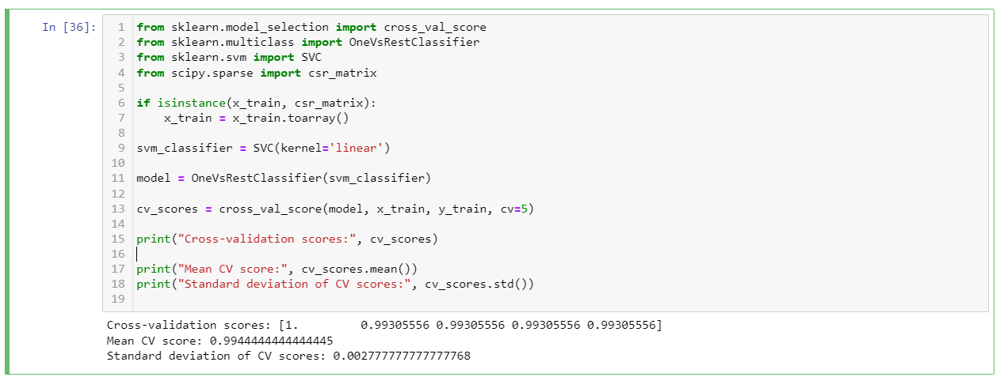 In [36]:
1 from sklearn.model_selection import cross_val_score
2 from sklearn.multiclass import OneVsRestClassifier
3 from sklearn.svm import SVC
4 from scipy.sparse import csr_matrix
5
6 if isinstance(x_train, csr_matrix):
7     x_train = x_train.toarray()
8
9 svm_classifier = SVC(kernel='linear')
10
11 model = OneVsRestClassifier(svm_classifier)
12
13 cv_scores = cross_val_score(model, x_train, y_train, cv=5)
14
15 print("Cross-validation scores:", cv_scores)
16
17 print("Mean CV score:", cv_scores.mean())
18 print("Standard deviation of CV scores:", cv_scores.std())
19
Cross-validation scores: [1.         0.99305556 0.99305556 0.99305556 0.99305556]
Mean CV score: 0.9944444444444445
Standard deviation of CV scores: 0.002777777777777768